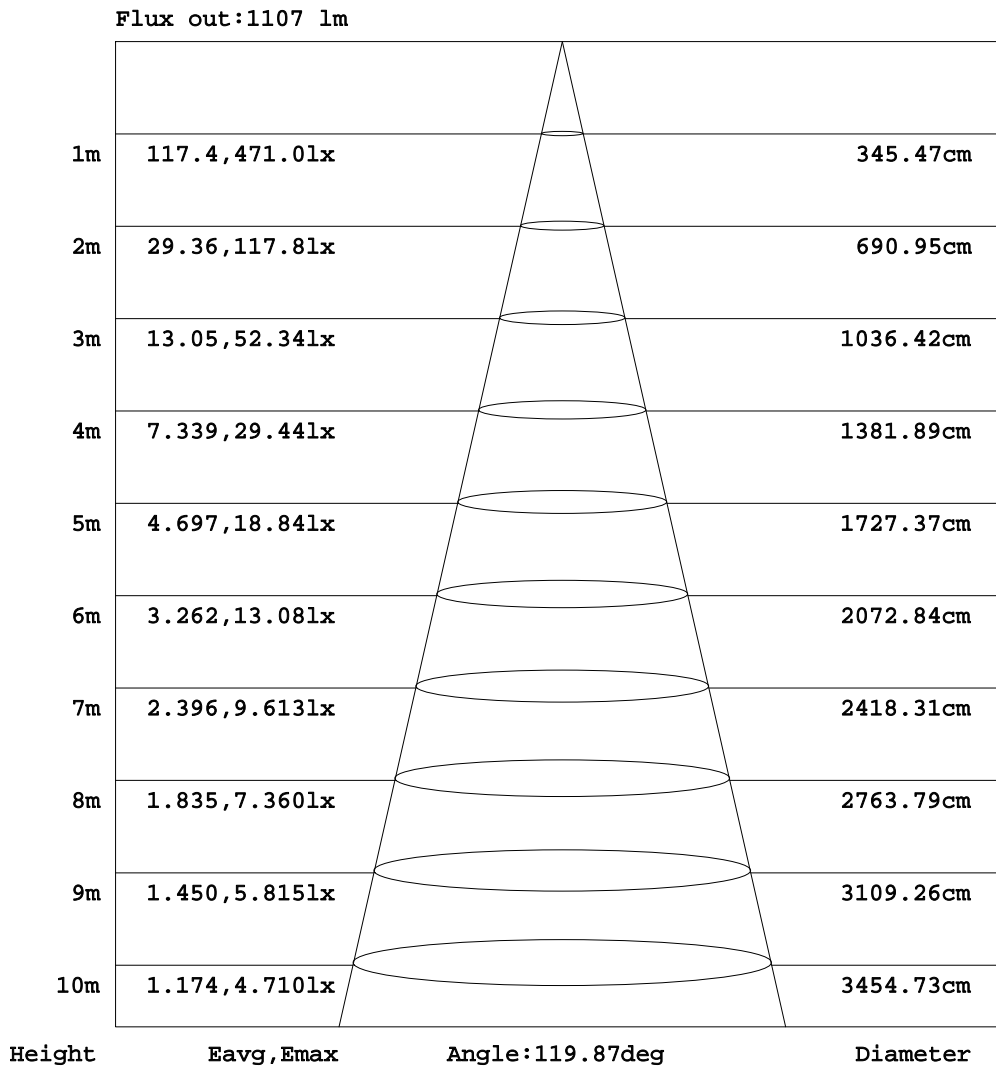 Flux out:1107 lm
1m 117.4,471.0lx 345.47cm
2m 29.36,117.8lx 690.95cm
3m 13.05,52.34lx 1036.42cm
4m 7.339,29.44lx 1381.89cm
5m 4.697,18.84lx 1727.37cm
6m 3.262,13.08lx 2072.84cm
7m 2.396,9.613lx 2418.31cm
8m 1.835,7.360lx 2763.79cm
9m 1.450,5.815lx 3109.26cm
10m 1.174,4.710lx 3454.73cm
Height Eavg,Emax Angle:119.87deg Diameter